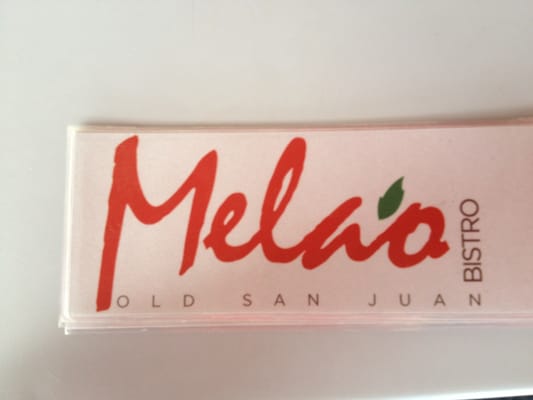 Melao
BISTRO
OLD SAN JUAN